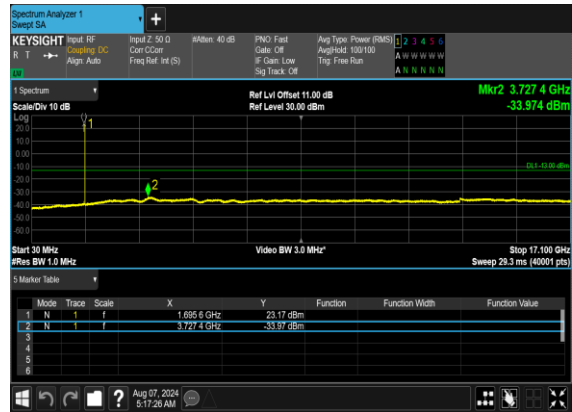 Spectrum Analyzer 1
Swept SA
+
KEYSIGHT Input: RF Input Z: 50 Ω #Atten: 40 dB PNO: Fast Avg Type: Power (RMS) 1 2 3 4 5 6
R T Coupling: DC Corr CCorr Gate: Off Avg|Hold: 100/100 A W W W W W
Align: Auto Freq Ref: Int (S) IF Gain: Low Trig: Free Run
Sig Track: Off A N N N N N
1 Spectrum
Ref Lvl Offset 11.00 dB Mkr2 3.727 4 GHz
Scale/Div 10 dB Ref Level 30.00 dBm -33.974 dBm
Log
1
20.0
10.0
0.00
-10.0
DL1 -13.00 dBm
-20.0
2
-30.0
-40.0
-50.0
-60.0
Start 30 MHz Video BW 3.0 MHz* Stop 17.100 GHz
#Res BW 1.0 MHz Sweep 29.3 ms (40001 pts)
5 Marker Table
Mode Trace Scale X Y Function Function Width Function Value
1 N 1 f 1.695 6 GHz 23.17 dBm
2 N 1 f 3.727 4 GHz -33.97 dBm
3
4
5
6
? Aug 07, 2024
5:17:26 AM